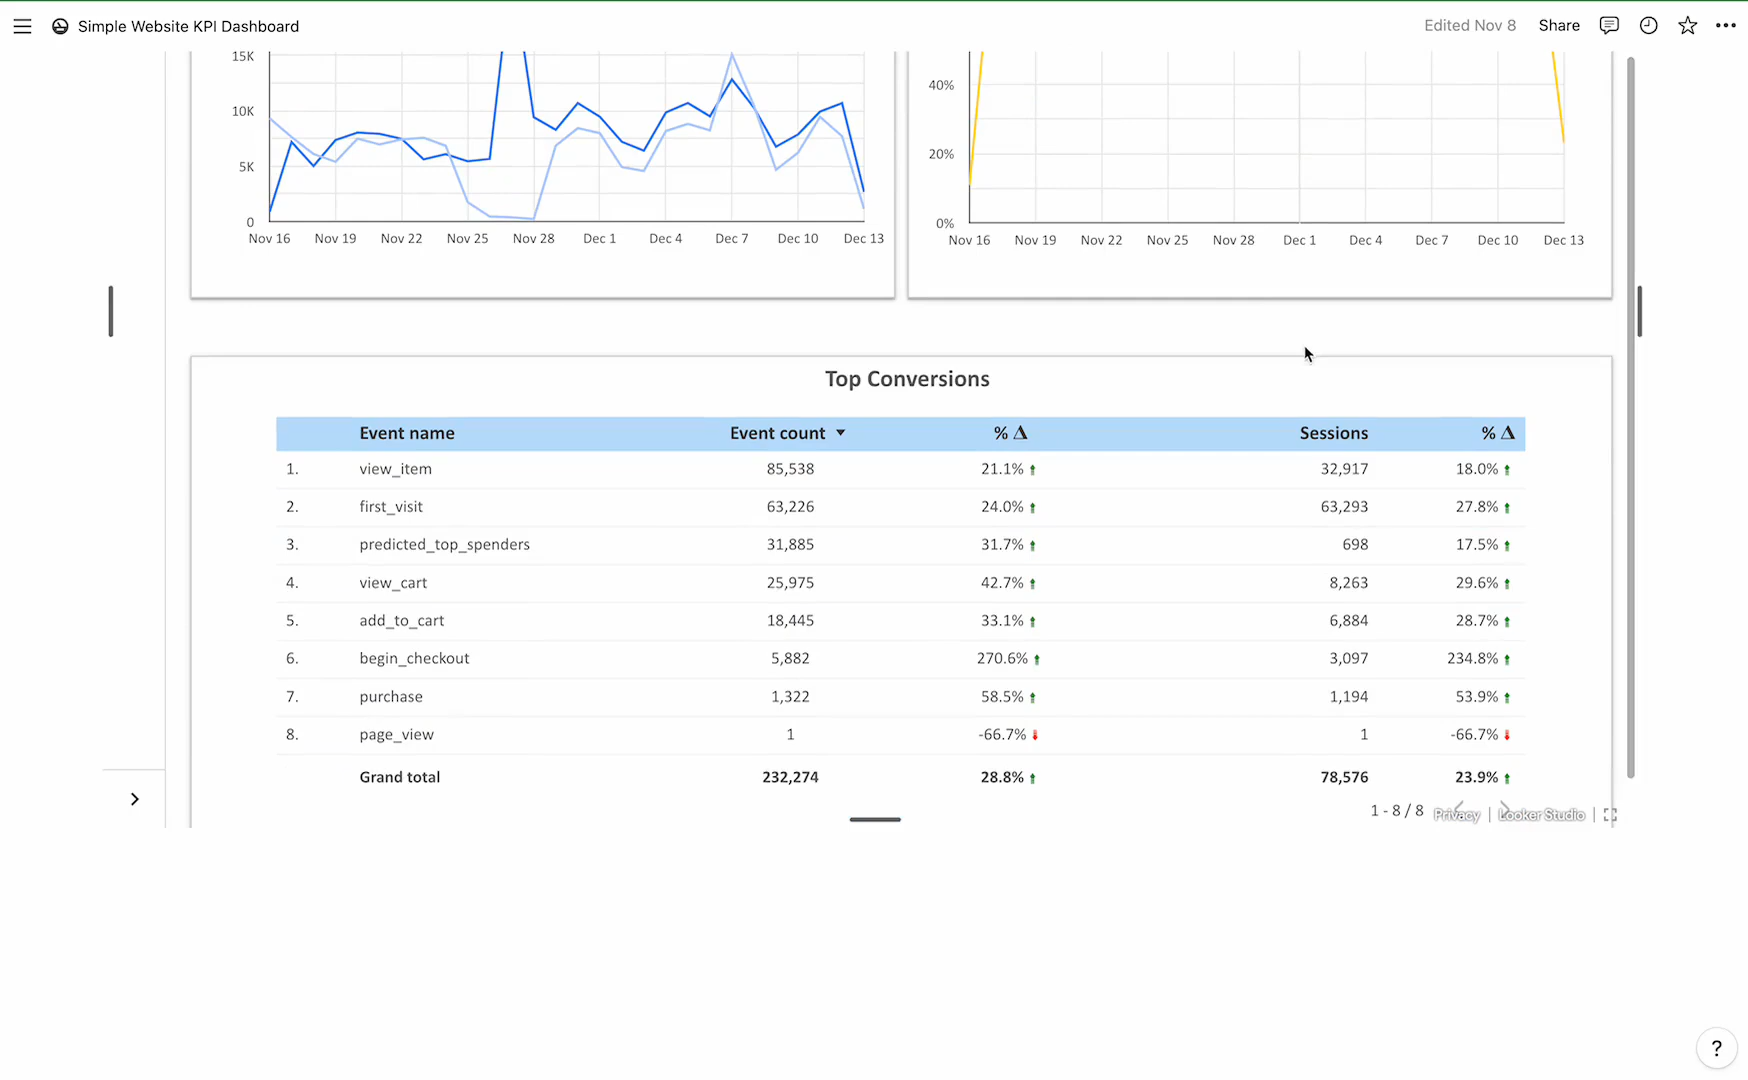 Simple Website KPI Dashboard
Edited Nov 8 Share
15K
10K
5K
0
Nov 16 Nov 19 Nov 22 Nov 25 Nov 28 Dec 1 Dec 4 Dec 7 Dec 10 Dec 13
40%
20%
0%
Nov 16 Nov 19 Nov 22 Nov 25 Nov 28 Dec 1 Dec 4 Dec 7 Dec 10 Dec 13
Top Conversions
Event name Event count % Δ Sessions % Δ
1. view_item 85,538 21.1% 32,917 18.0%
2. first_visit 63,226 24.0% 63,293 27.8%
3. predicted_top_spenders 31,885 31.7% 698 17.5%
4. view_cart 25,975 42.7% 8,263 29.6%
5. add_to_cart 18,445 33.1% 6,884 28.7%
6. begin_checkout 5,882 270.6% 3,097 234.8%
7. purchase 1,322 58.5% 1,194 53.9%
8. page_view 1 -66.7% 1 -66.7%
Grand total 232,274 28.8% 78,576 23.9%
1 - 8 / 8
Privacy | Looker Studio |
?